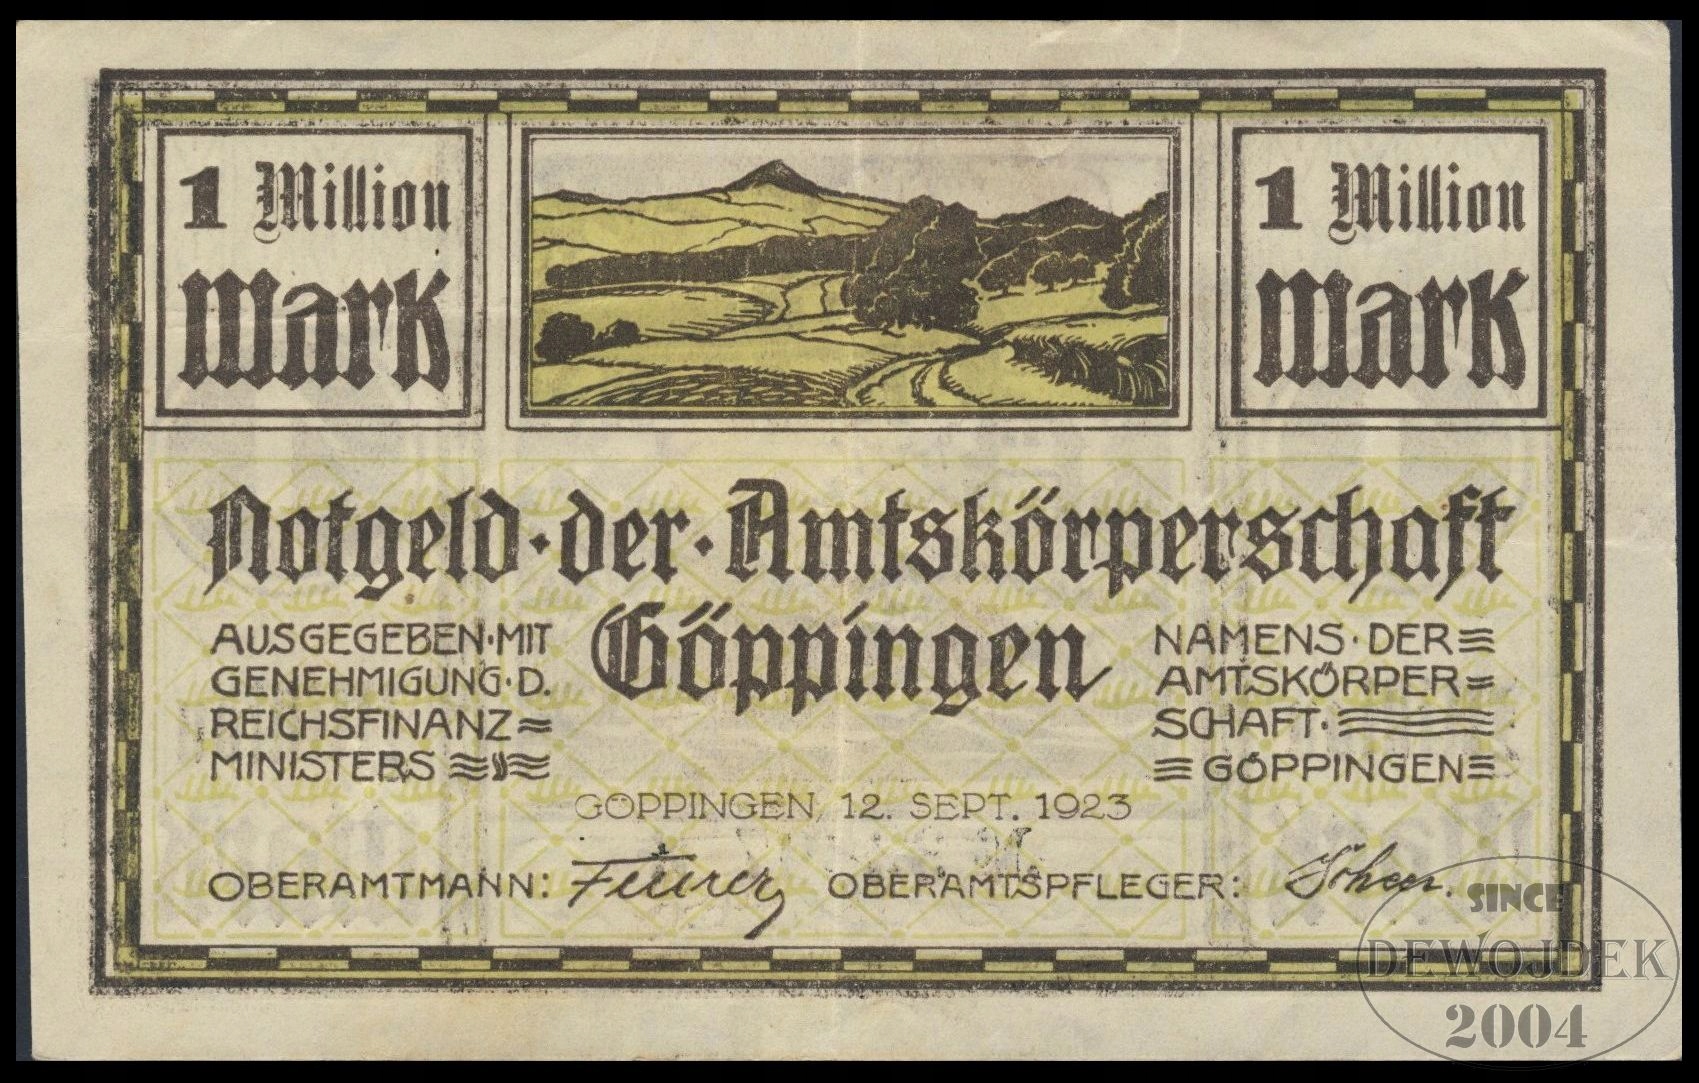 1 Million
Mark
1 Million
Mark
Notgeld · der · Amtskörperschaft
Göppingen
AUSGEGEBEN · MIT
GENEHMIGUNG · D.
REICHSFINANZ=
MINISTERS
NAMENS · DER
AMTSKÖRPER=
SCHAFT ·
GÖPPINGEN
GÖPPINGEN, 12. SEPT. 1923
OBERAMTMANN:
OBERAMTSPFLEGER:
SINCE
DEWOJDEK
2004